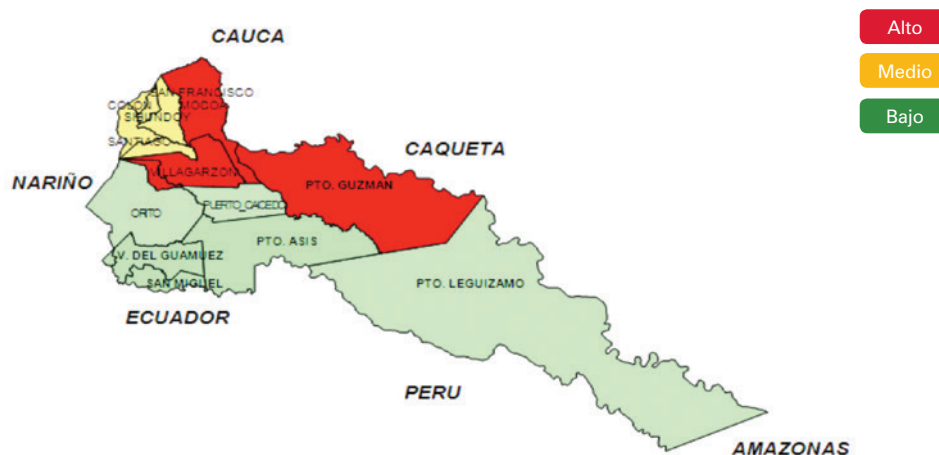 CAUCA
Alto
Medio
Bajo
SAN FRANCISCO
COLON
MOCOA
SIBUNDOY
SANTIAGO
CAQUETA
VILLAGARZON
NARIÑO
PTO. GUZMAN
PUERTO_CAICEDO
ORITO
PTO. ASIS
V. DEL GUAMUEZ
SAN MIGUEL
PTO. LEGUIZAMO
ECUADOR
PERU
AMAZONAS